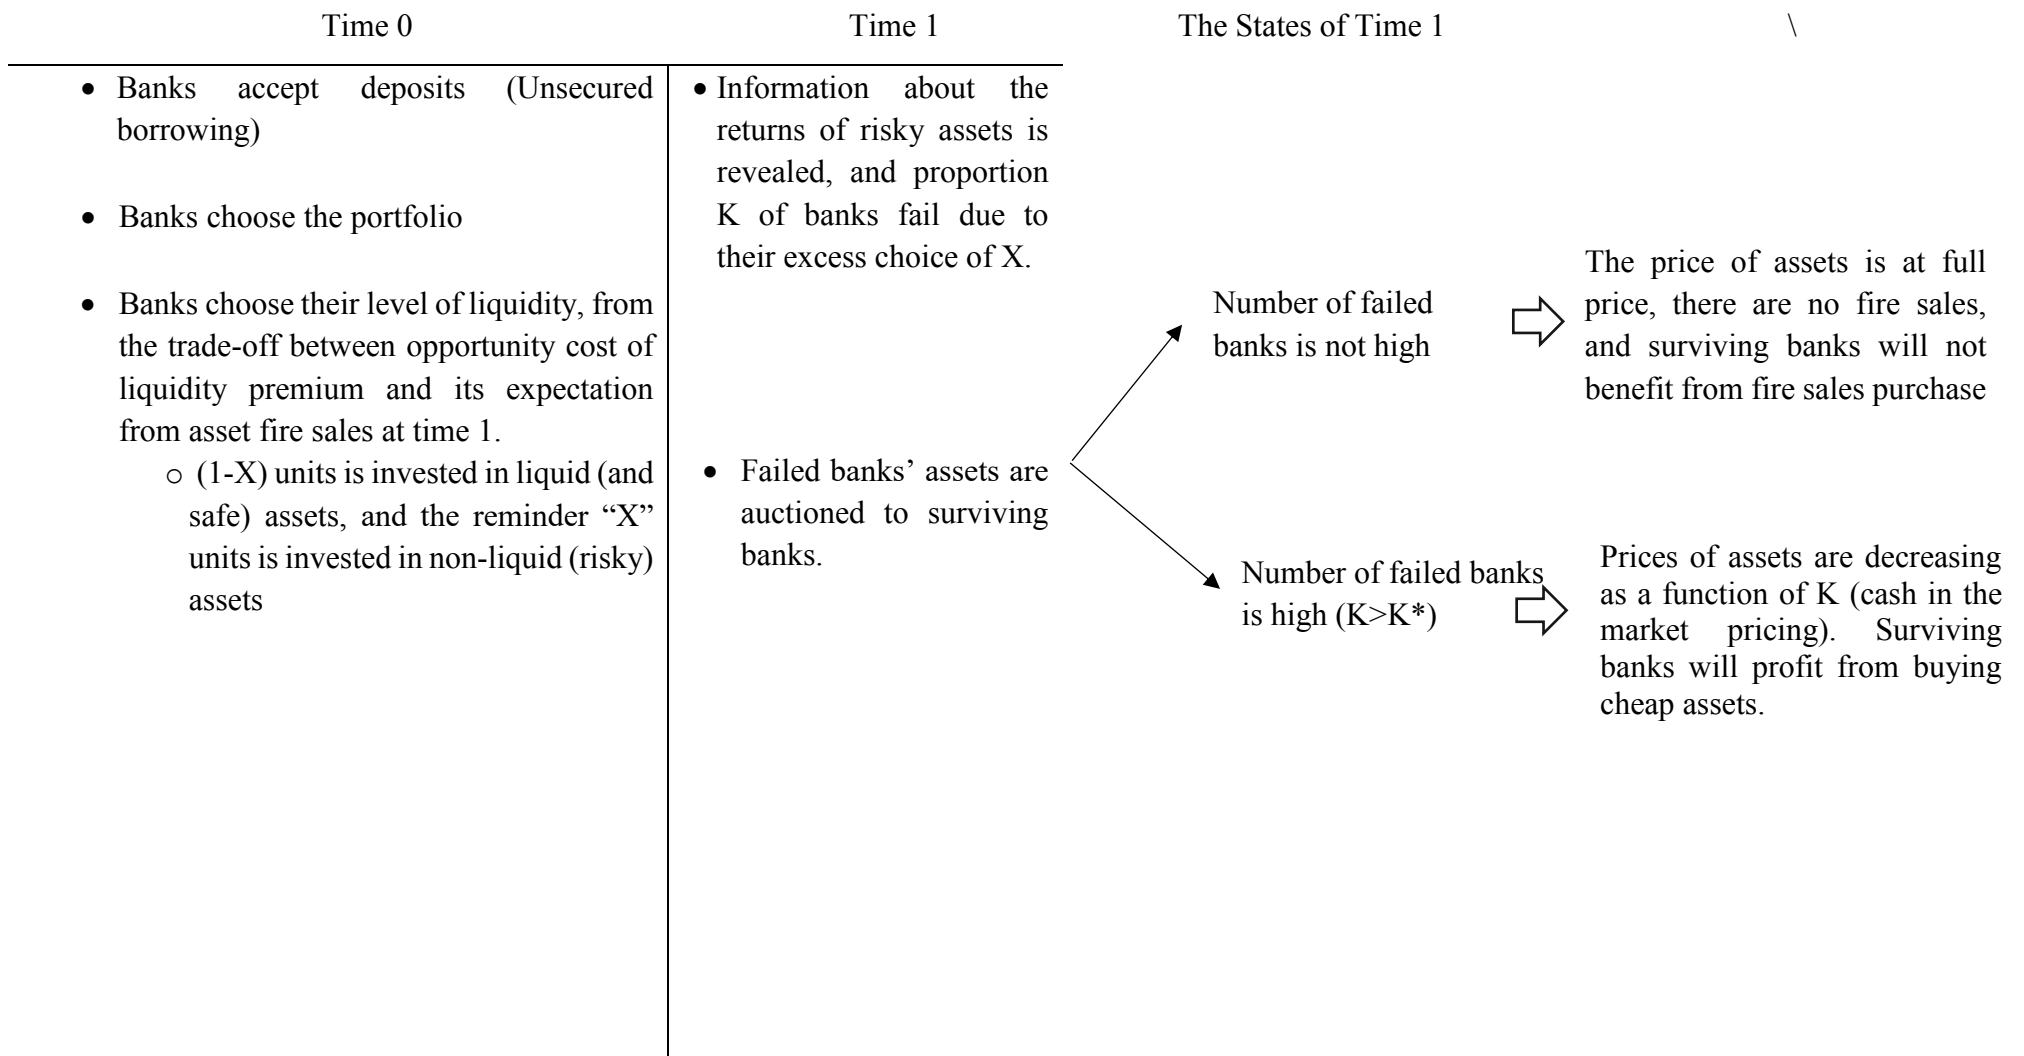 Time 0
Time 1
The States of Time 1
\
• Banks accept deposits (Unsecured
borrowing)
• Banks choose the portfolio
• Banks choose their level of liquidity, from
the trade-off between opportunity cost of
liquidity premium and its expectation
from asset fire sales at time 1.
o (1-X) units is invested in liquid (and
safe) assets, and the reminder “X”
units is invested in non-liquid (risky)
assets
• Information about the
returns of risky assets is
revealed, and proportion
K of banks fail due to
their excess choice of X.
• Failed banks’ assets are
auctioned to surviving
banks.
Number of failed
banks is not high
The price of assets is at full
price, there are no fire sales,
and surviving banks will not
benefit from fire sales purchase
Number of failed banks
is high (K>K*)
Prices of assets are decreasing
as a function of K (cash in the
market pricing). Surviving
banks will profit from buying
cheap assets.